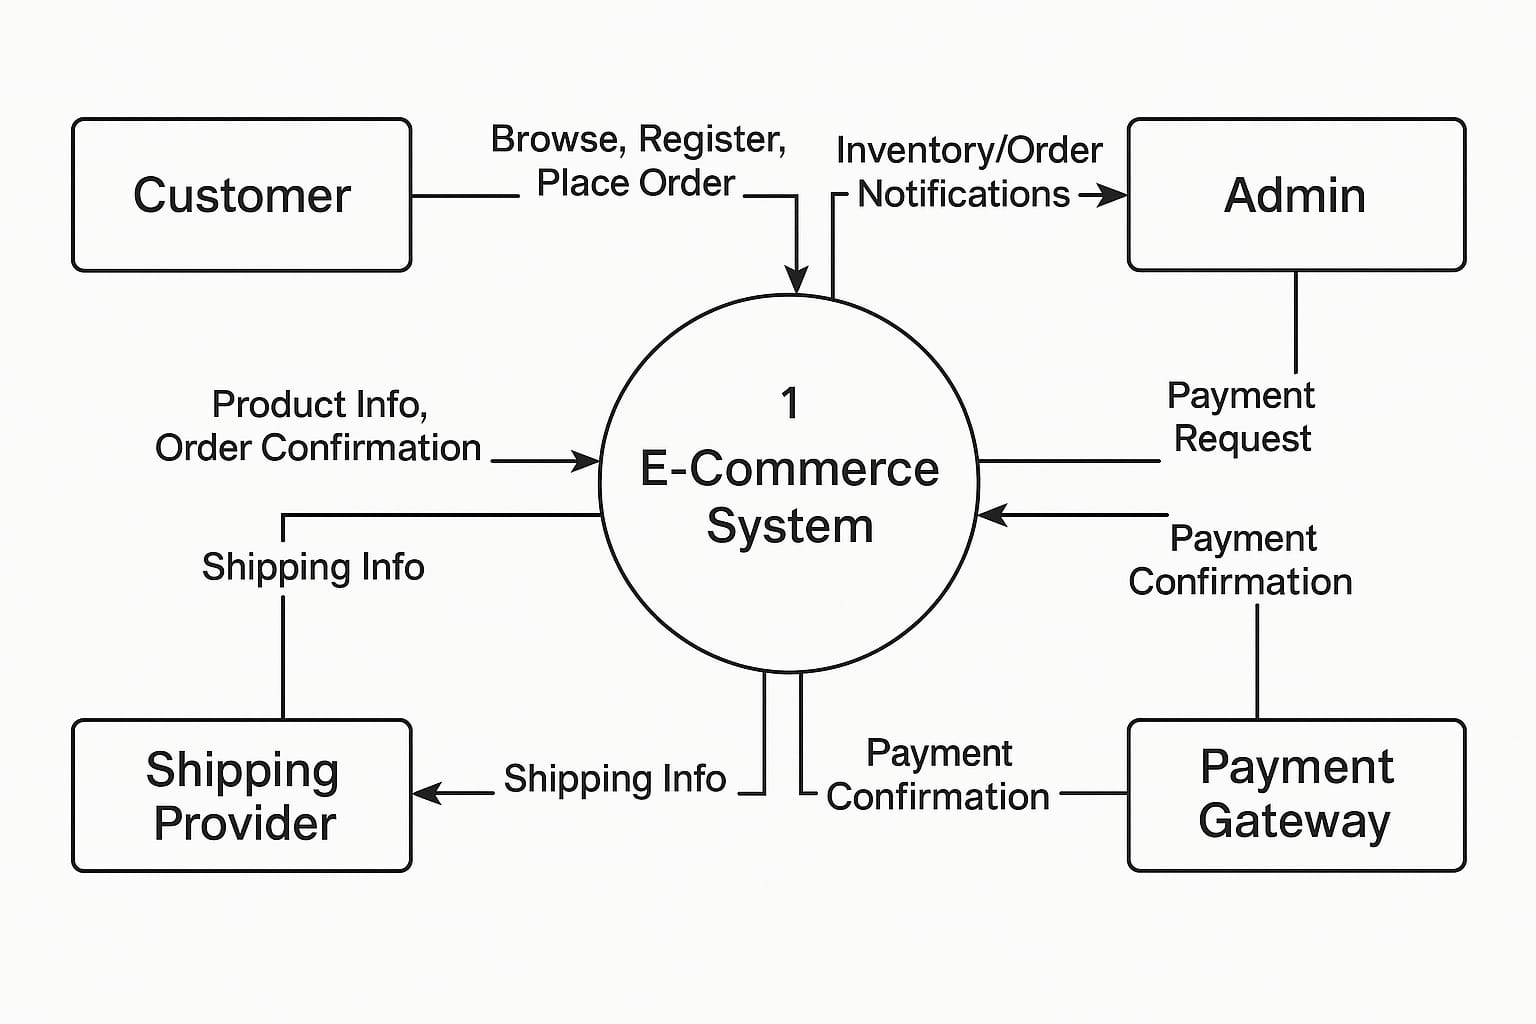 Customer
Browse, Register,
Place Order
Inventory/Order
Notifications
Admin
1
E-Commerce
System
Product Info,
Order Confirmation
Payment
Request
Shipping Info
Payment
Confirmation
Shipping
Provider
Shipping Info
Payment
Confirmation
Payment
Gateway